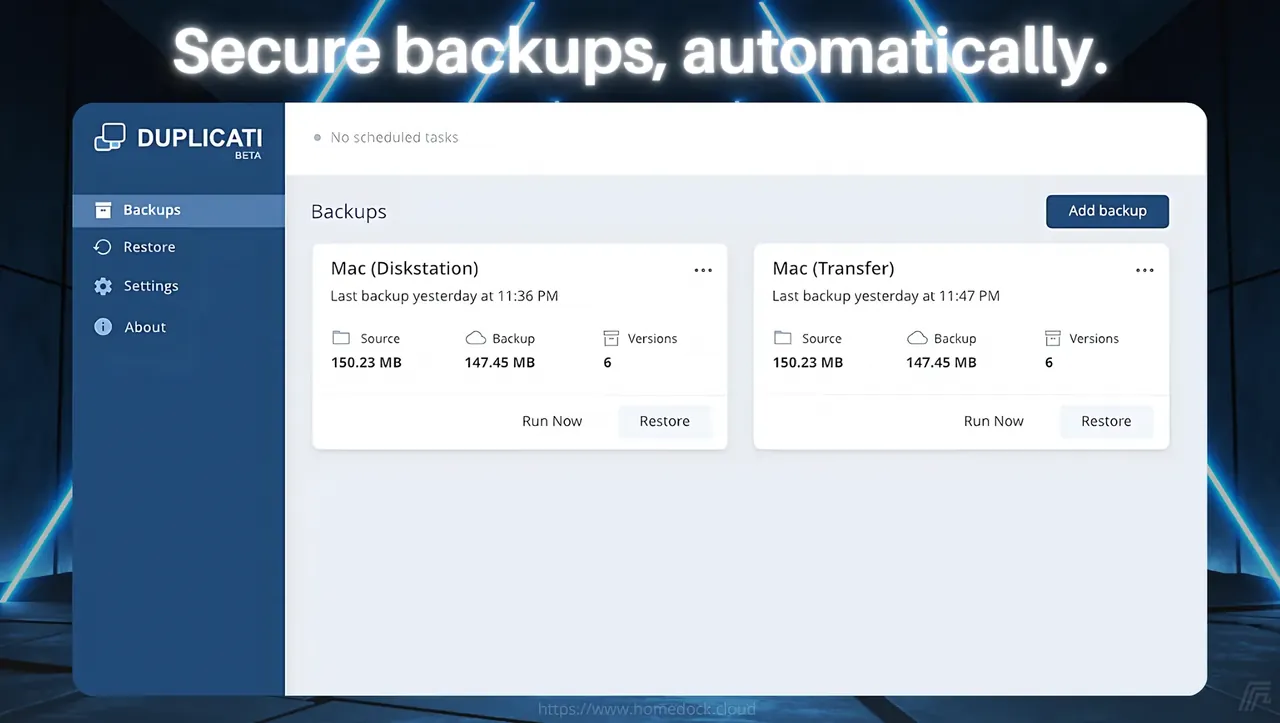 Secure backups, automatically.
DUPLICATI
BETA
No scheduled tasks
Backups
Restore
Settings
About
Backups
Add backup
Mac (Diskstation)
Last backup yesterday at 11:36 PM
Source Backup Versions
150.23 MB 147.45 MB 6
Run Now Restore
Mac (Transfer)
Last backup yesterday at 11:47 PM
Source Backup Versions
150.23 MB 147.45 MB 6
Run Now Restore
https://www.homedock.cloud